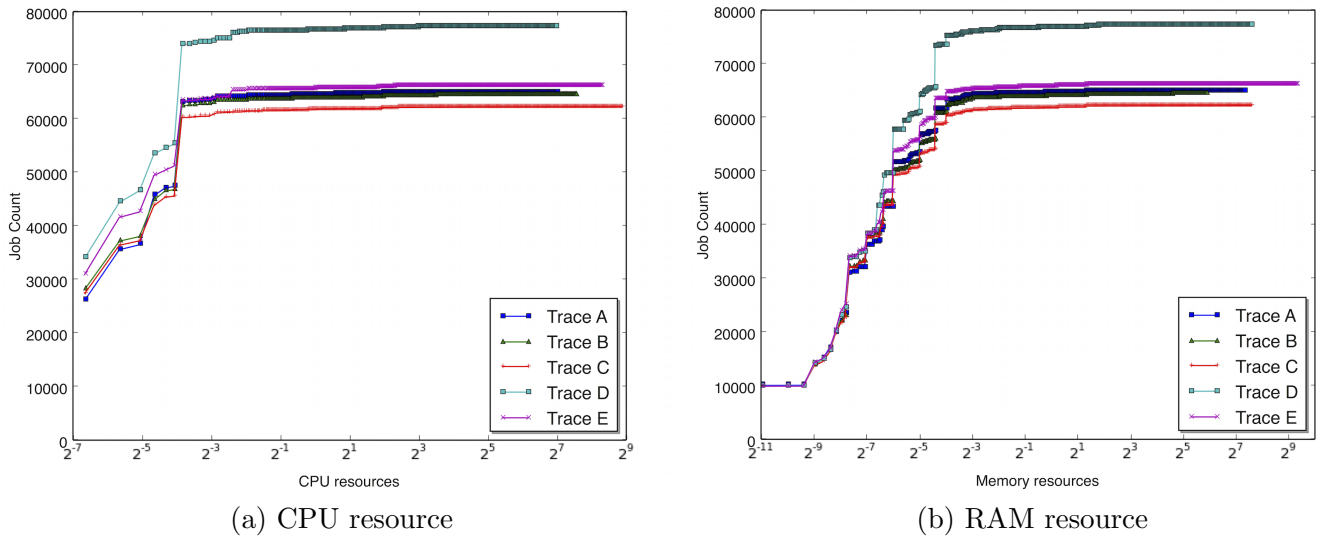 80000
70000
60000
50000
40000
30000
20000
10000
0
Job Count
2^-7
2^-5
2^-3
2^-1
2^1
2^3
2^5
2^7
2^9
CPU resources
Trace A
Trace B
Trace C
Trace D
Trace E
(a) CPU resource
80000
70000
60000
50000
40000
30000
20000
10000
0
Job Count
2^-11
2^-9
2^-7
2^-5
2^-3
2^-1
2^1
2^3
2^5
2^7
2^9
Memory resources
Trace A
Trace B
Trace C
Trace D
Trace E
(b) RAM resource